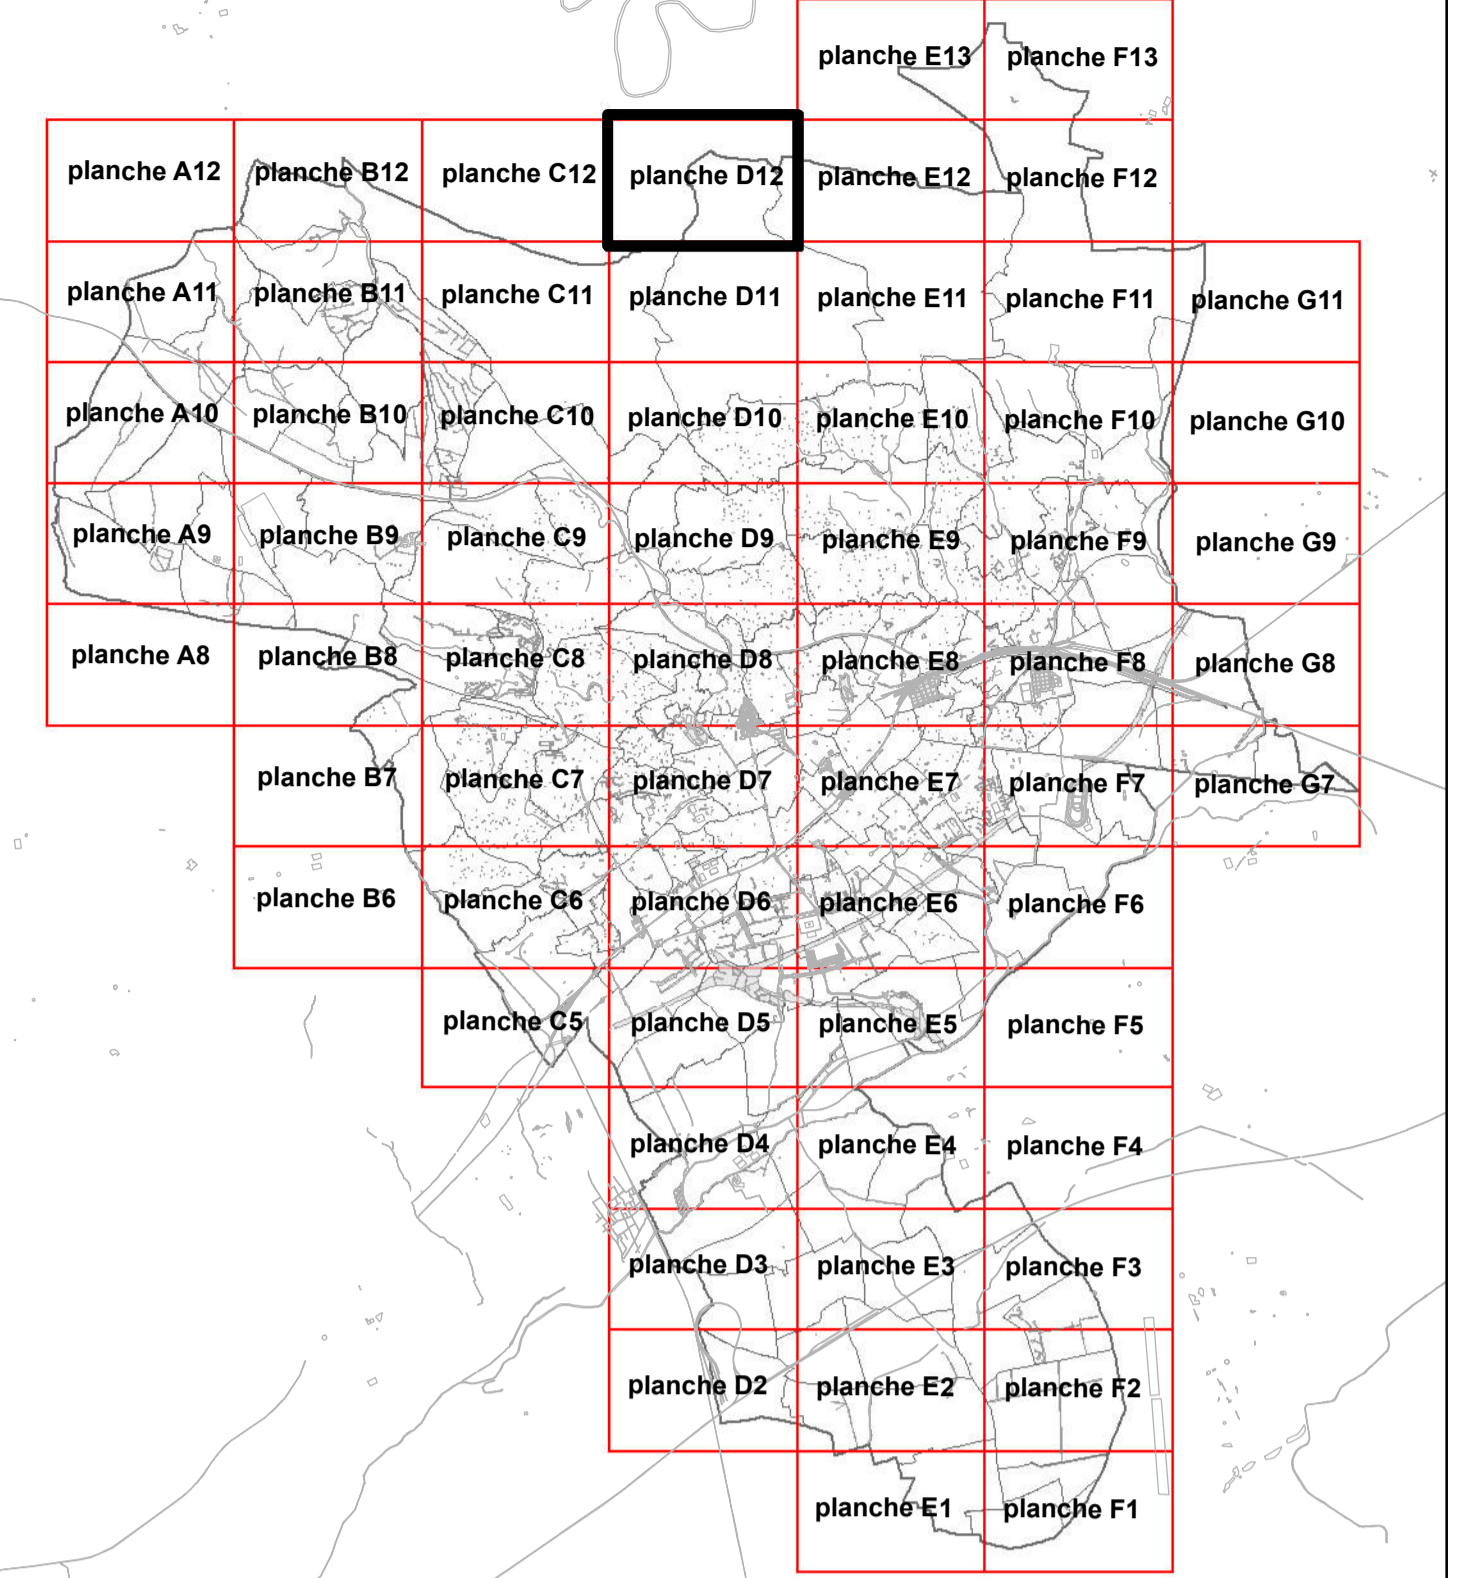 planche E13 planche F13
planche A12 planche B12 planche C12 planche D12 planche E12 planche F12
planche A11 planche B11 planche C11 planche D11 planche E11 planche F11 planche G11
planche A10 planche B10 planche C10 planche D10 planche E10 planche F10 planche G10
planche A9 planche B9 planche C9 planche D9 planche E9 planche F9 planche G9
planche A8 planche B8 planche C8 planche D8 planche E8 planche F8 planche G8
planche B7 planche C7 planche D7 planche E7 planche F7 planche G7
planche B6 planche C6 planche D6 planche E6 planche F6
planche C5 planche D5 planche E5 planche F5
planche D4 planche E4 planche F4
planche D3 planche E3 planche F3
planche D2 planche E2 planche F2
planche E1 planche F1